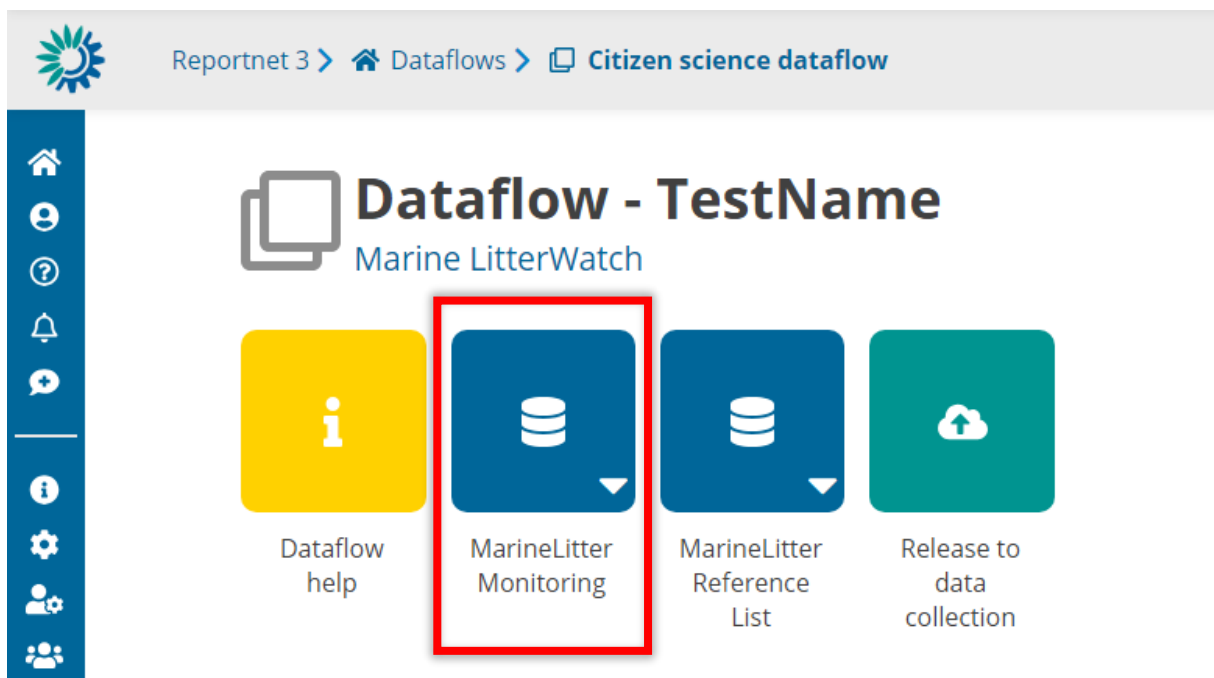 Reportnet 3 > Dataflows > Citizen science dataflow
Dataflow - TestName
Marine LitterWatch
Dataflow
help
MarineLitter
Monitoring
MarineLitter
Reference
List
Release to
data
collection